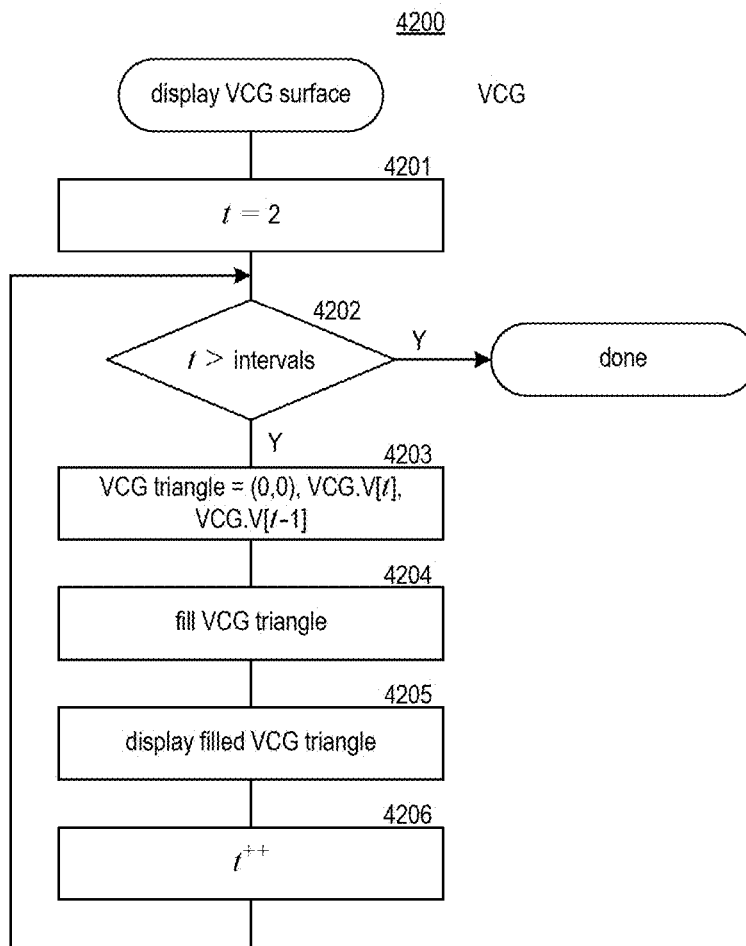 4200
display VCG surface
VCG
4201
t = 2
4202
t > intervals
Y
done
Y
4203
VCG triangle = (0,0), VCG.V[t],
VCG.V[t-1]
4204
fill VCG triangle
4205
display filled VCG triangle
4206
t++